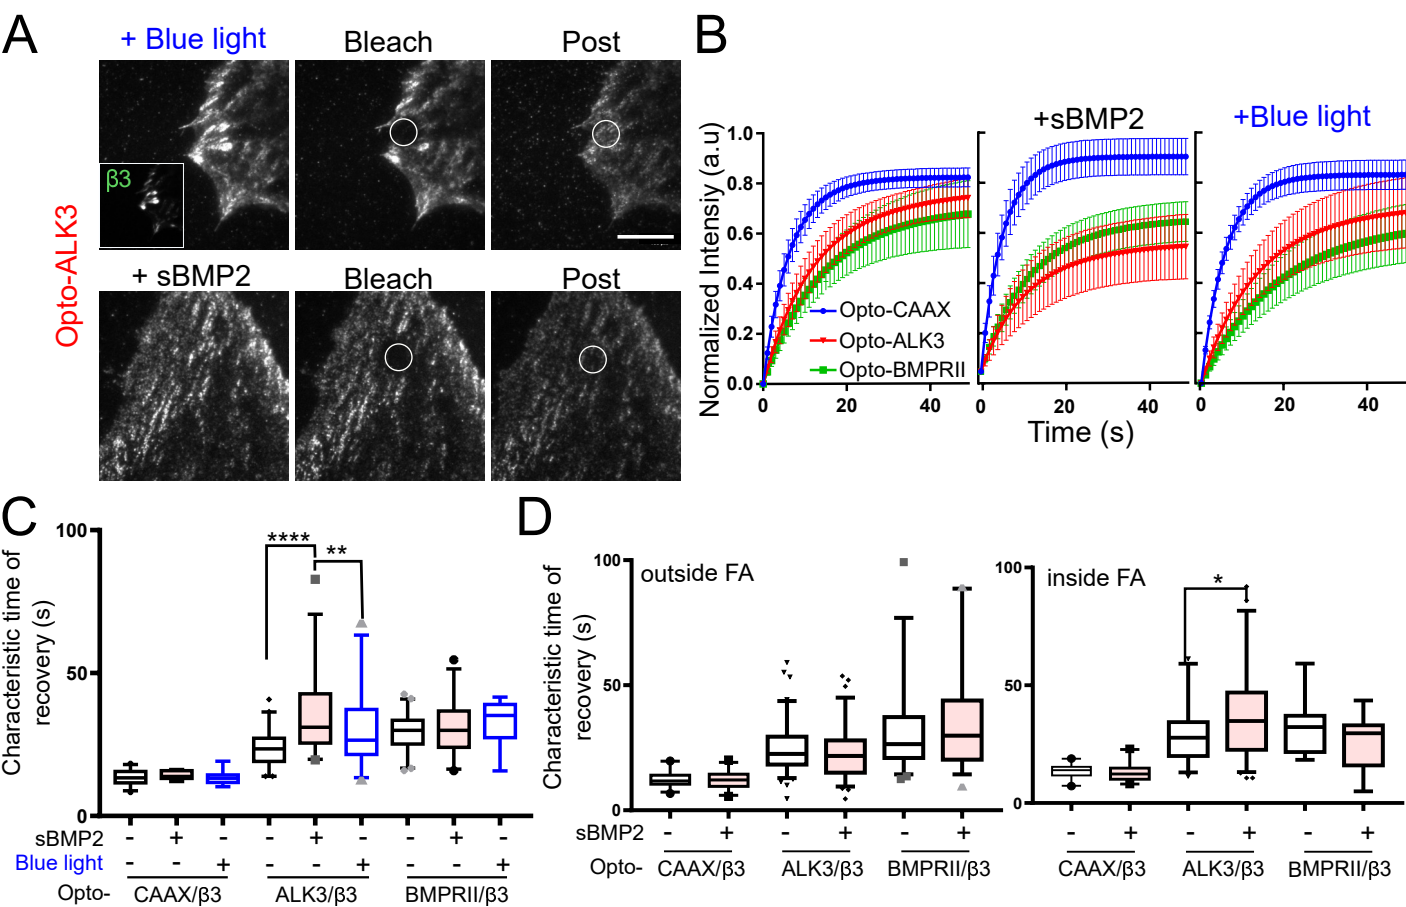 A
+ Blue light
Bleach
Post
β3
Opto-ALK3
+ sBMP2
Bleach
Post
B
+sBMP2
+Blue light
Normalized Intensiy (a.u)
1.0
0.8
0.6
0.4
0.2
0.0
Opto-CAAX
Opto-ALK3
Opto-BMPRII
0 20 40
0 20 40
0 20 40
Time (s)
C
Characteristic time of
recovery (s)
100
50
0
**** **
sBMP2 - + - - + - - + -
Blue light - - + - - + - - +
Opto- CAAX/β3 ALK3/β3 BMPRII/β3
D
Characteristic time of
recovery (s)
100
50
0
outside FA
sBMP2 - + - + - +
Opto- CAAX/β3 ALK3/β3 BMPRII/β3
100
50
0
inside FA
*
- + - + - +
CAAX/β3 ALK3/β3 BMPRII/β3